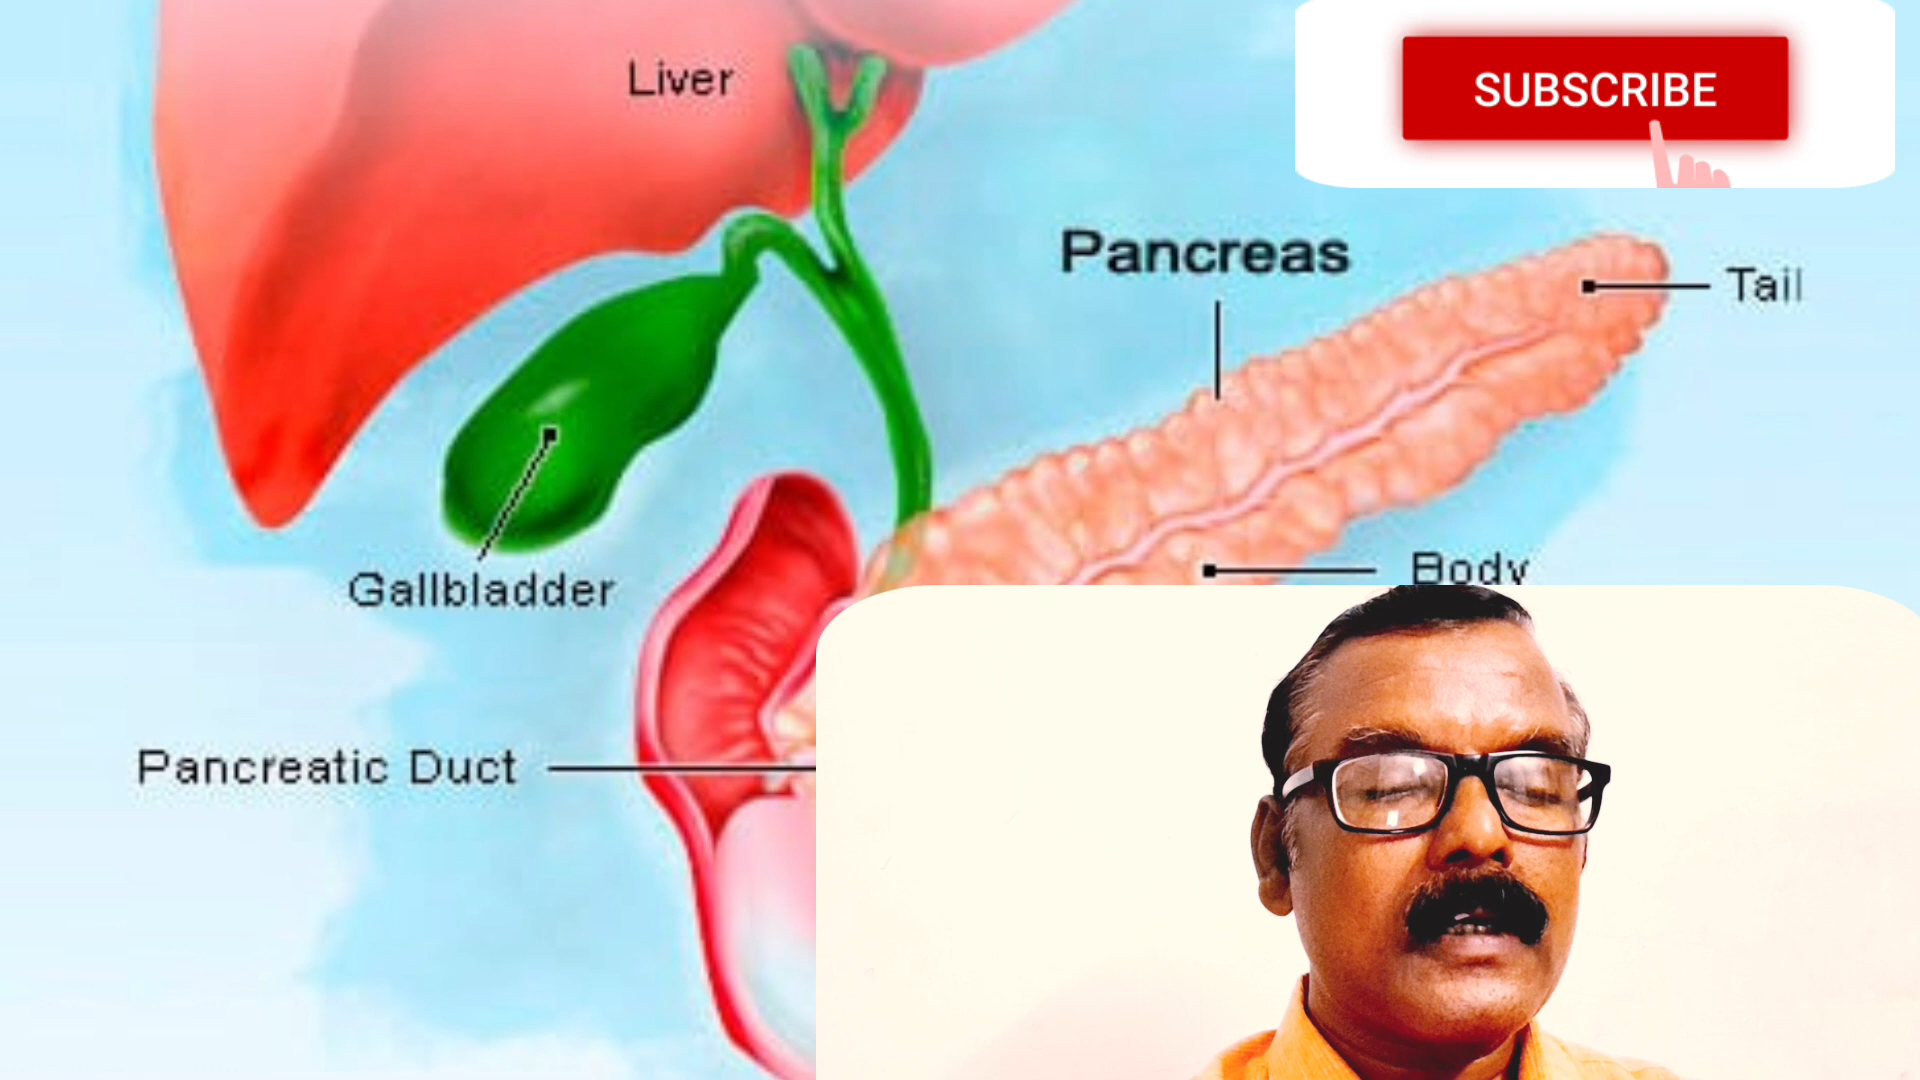 Liver
SUBSCRIBE
Pancreas
Tail
Body
Gallbladder
Pancreatic Duct